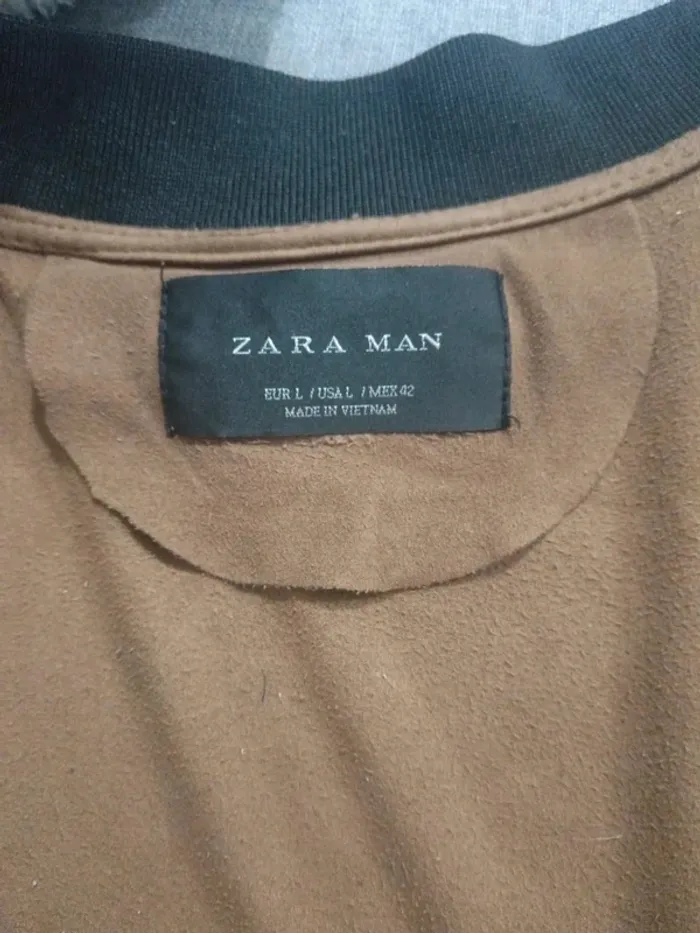 ZARA MAN
EUR L / USA L / MEX 42
MADE IN VIETNAM